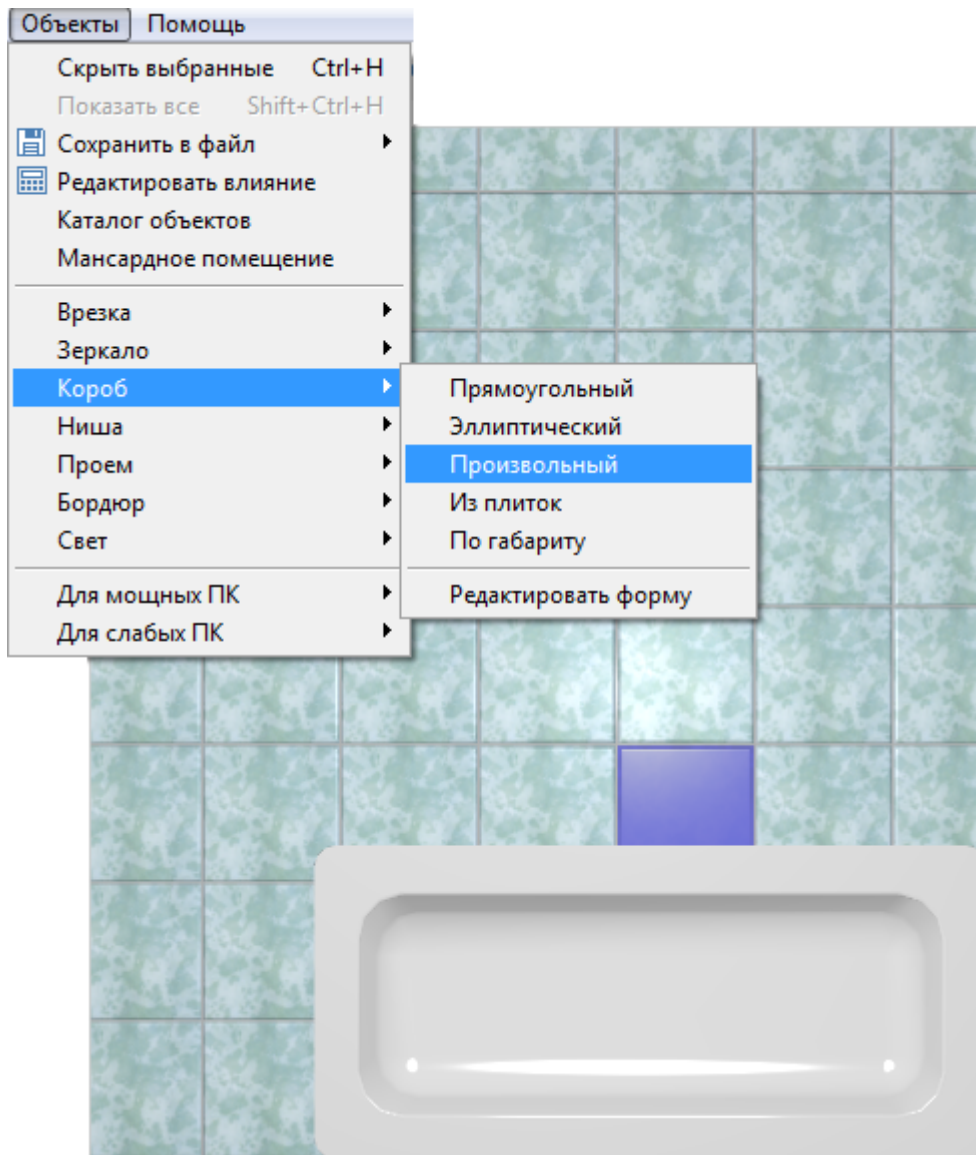 Объекты Помощь
Скрыть выбранные Ctrl+H
Показать все Shift+Ctrl+H
Сохранить в файл
Редактировать влияние
Каталог объектов
Мансардное помещение
Врезка
Зеркало
Короб
Ниша
Проем
Бордюр
Свет
Для мощных ПК
Для слабых ПК
Прямоугольный
Эллиптический
Произвольный
Из плиток
По габариту
Редактировать форму